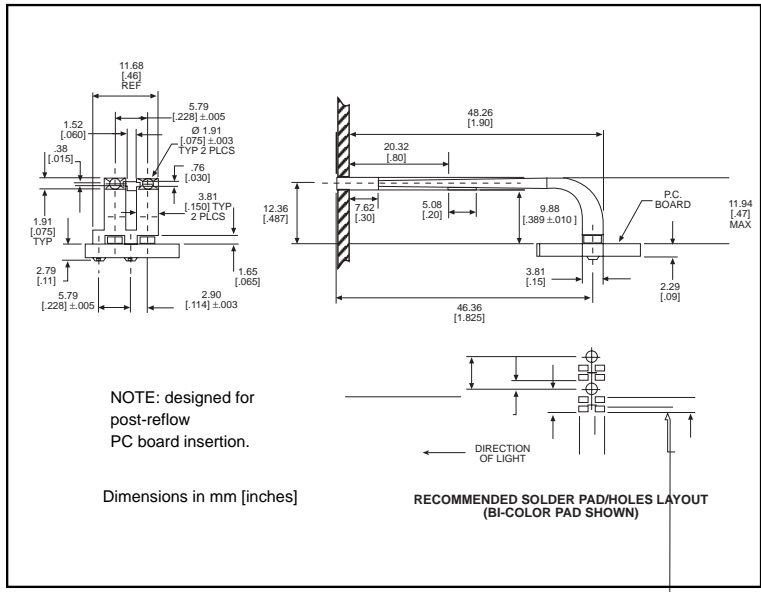 11.68
[.46]
REF
5.79
[.228] ±.005
1.52
[.060]
Ø 1.91
[.075] ±.003
TYP 2 PLCS
.38
[.015]
.76
[.030]
3.81
[.150] TYP
2 PLCS
1.91
[.075]
TYP
2.79
[.11]
1.65
[.065]
5.79
[.228] ±.005
2.90
[.114] ±.003
48.26
[1.90]
20.32
[.80]
12.36
[.487]
7.62
[.30]
5.08
[.20]
9.88
[.389 ±.010 ]
P.C.
BOARD
11.94
[.47]
MAX
3.81
[.15]
2.29
[.09]
46.36
[1.825]
NOTE: designed for
post-reflow
PC board insertion.
Dimensions in mm [inches]
DIRECTION
OF LIGHT
RECOMMENDED SOLDER PAD/HOLES LAYOUT
(BI-COLOR PAD SHOWN)